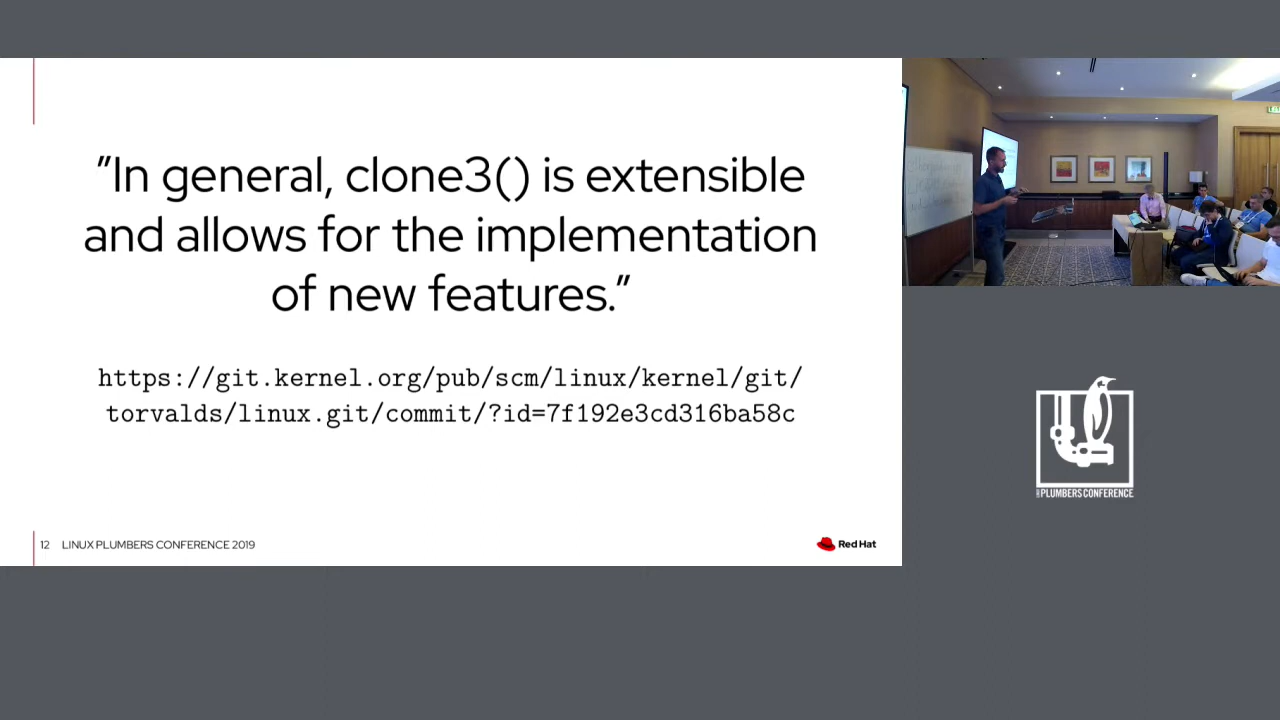 "In general, clone3() is extensible
and allows for the implementation
of new features."
https://git.kernel.org/pub/scm/linux/kernel/git/
torvalds/linux.git/commit/?id=7f192e3cd316ba58c
12 LINUX PLUMBERS CONFERENCE 2019
Red Hat
PLUMBERS CONFERENCE